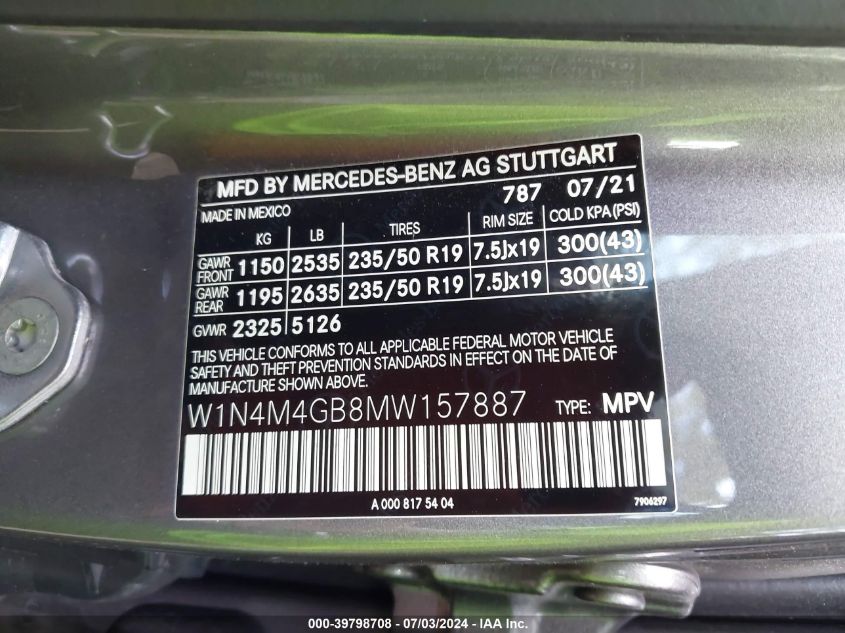 MFD BY MERCEDES-BENZ AG STUTTGART
787 07/21
MADE IN MEXICO
KG LB TIRES RIM SIZE COLD KPA (PSI)
GAWR FRONT 1150 2535 235/50 R19 7.5Jx19 300(43)
GAWR REAR 1195 2635 235/50 R19 7.5Jx19 300(43)
GVWR 2325 5126
THIS VEHICLE CONFORMS TO ALL APPLICABLE FEDERAL MOTOR VEHICLE
SAFETY AND THEFT PREVENTION STANDARDS IN EFFECT ON THE DATE OF
MANUFACTURE SHOWN ABOVE.
W1N4M4GB8MW157887 TYPE: MPV
A 000 817 54 04 7906297
000-39798708 - 07/03/2024 - IAA Inc.